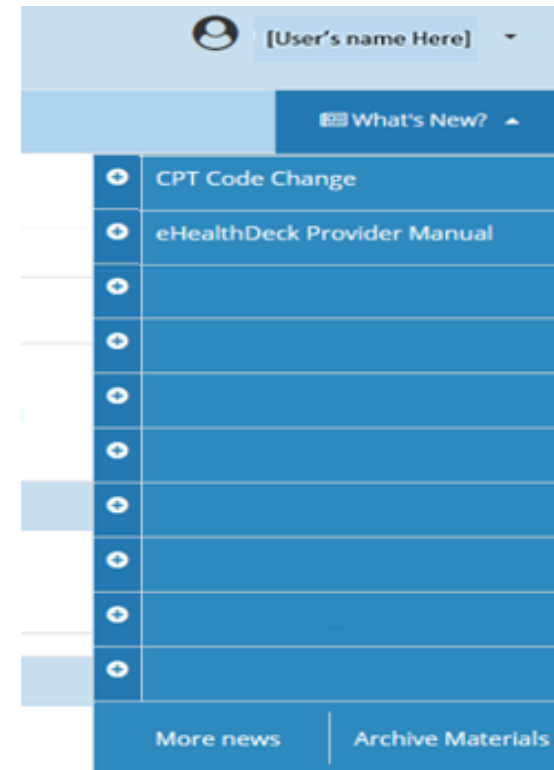 [User's name Here]
What's New?
CPT Code Change
eHealthDeck Provider Manual
More news
Archive Materials